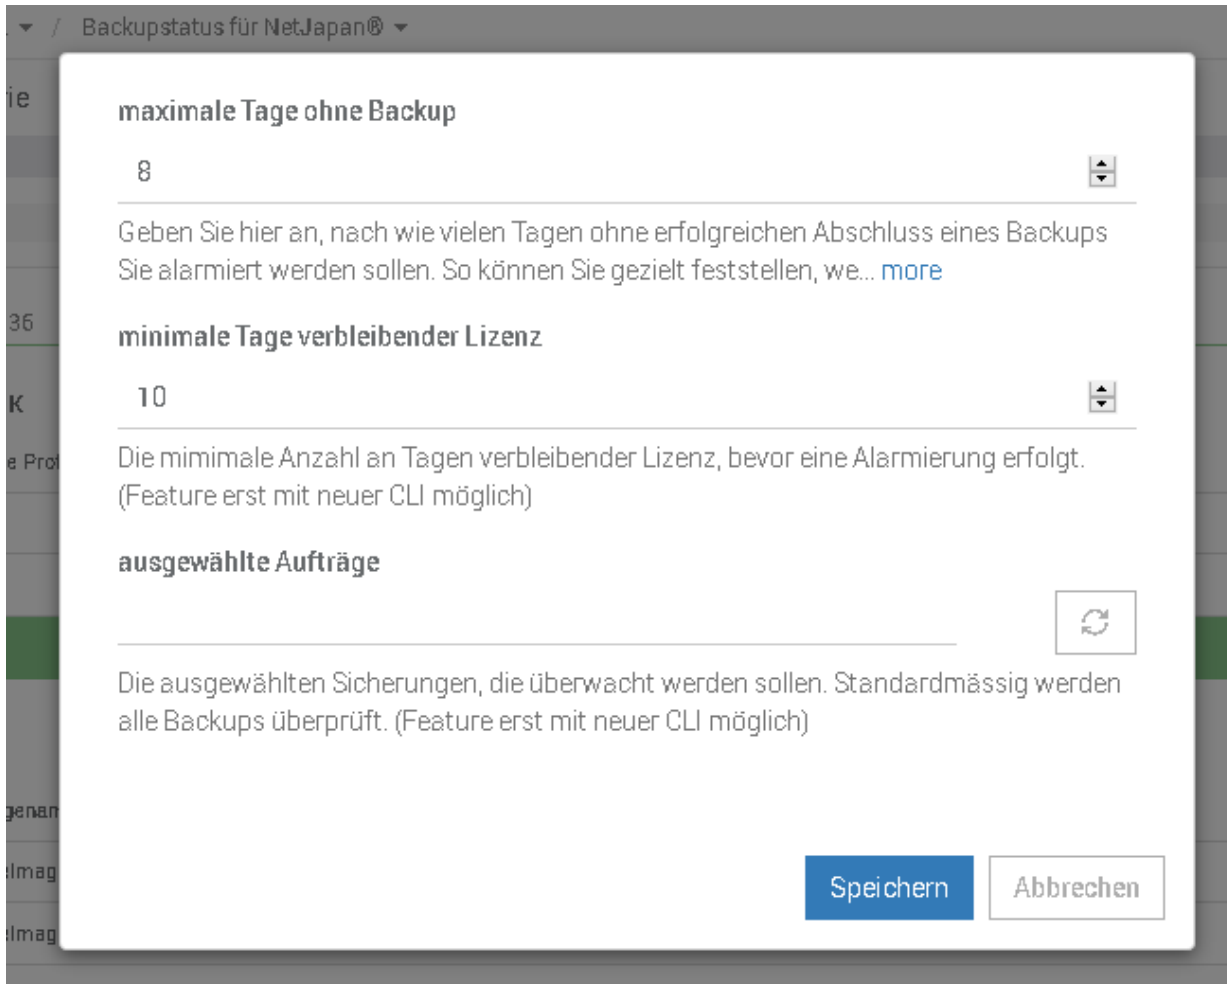 / Backupstatus für NetJapan®
maximale Tage ohne Backup
8
Geben Sie hier an, nach wie vielen Tagen ohne erfolgreichen Abschluss eines Backups
Sie alarmiert werden sollen. So können Sie gezielt feststellen, we... more
36
minimale Tage verbleibender Lizenz
10
K
Die mimimale Anzahl an Tagen verbleibender Lizenz, bevor eine Alarmierung erfolgt.
(Feature erst mit neuer CLI möglich)
ausgewählte Aufträge
Die ausgewählten Sicherungen, die überwacht werden sollen. Standardmässig werden
alle Backups überprüft. (Feature erst mit neuer CLI möglich)
elmag
Speichern Abbrechen
elmag